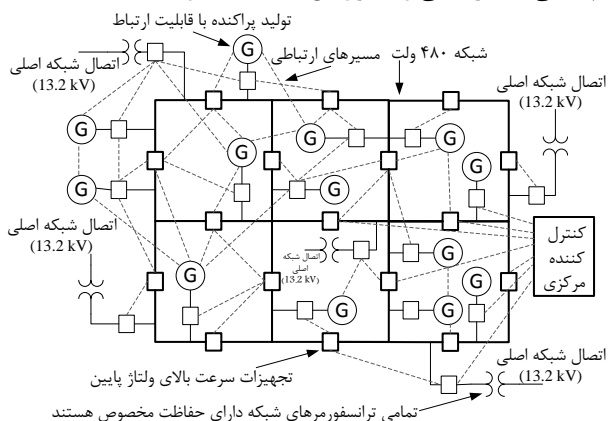 تولید پراکنده با قابلیت ارتباط
مسیرهای ارتباطی
شبکه ۴۸۰ ولت
اتصال شبکه اصلی
(13.2 kV)
اتصال شبکه اصلی
(13.2 kV)
G
G
G
G
G
G
G
G
G
اتصال شبکه اصلی
(13.2 kV)
اتصال شبکه
اصلی
(13.2 kV)
کنترل
کننده
مرکزی
G
G
G
G
G
اتصال شبکه اصلی
(13.2 kV)
تجهیزات سرعت بالای ولتاژ پایین
تمامی ترانسفورمرهای شبکه دارای حفاظت مخصوص هستند